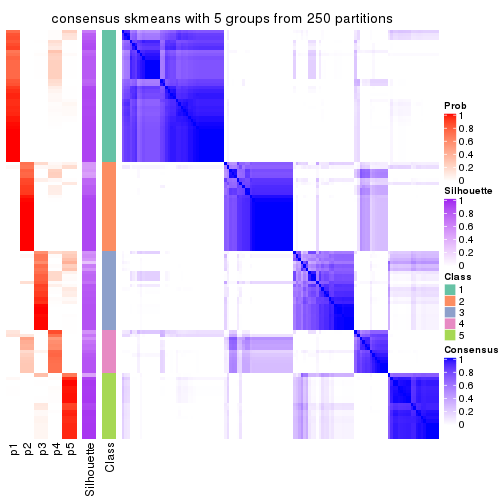 consensus skmeans with 5 groups from 250 partitions
p1
p2
p3
p4
p5
Silhouette
Class
Prob
1
0.8
0.6
0.4
0.2
0
Silhouette
1
0.8
0.6
0.4
0.2
0
Class
1
2
3
4
5
Consensus
1
0.8
0.6
0.4
0.2
0